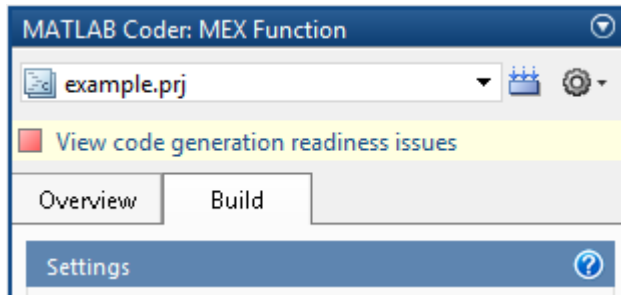 MATLAB Coder: MEX Function
example.prj
View code generation readiness issues
Overview Build
Settings